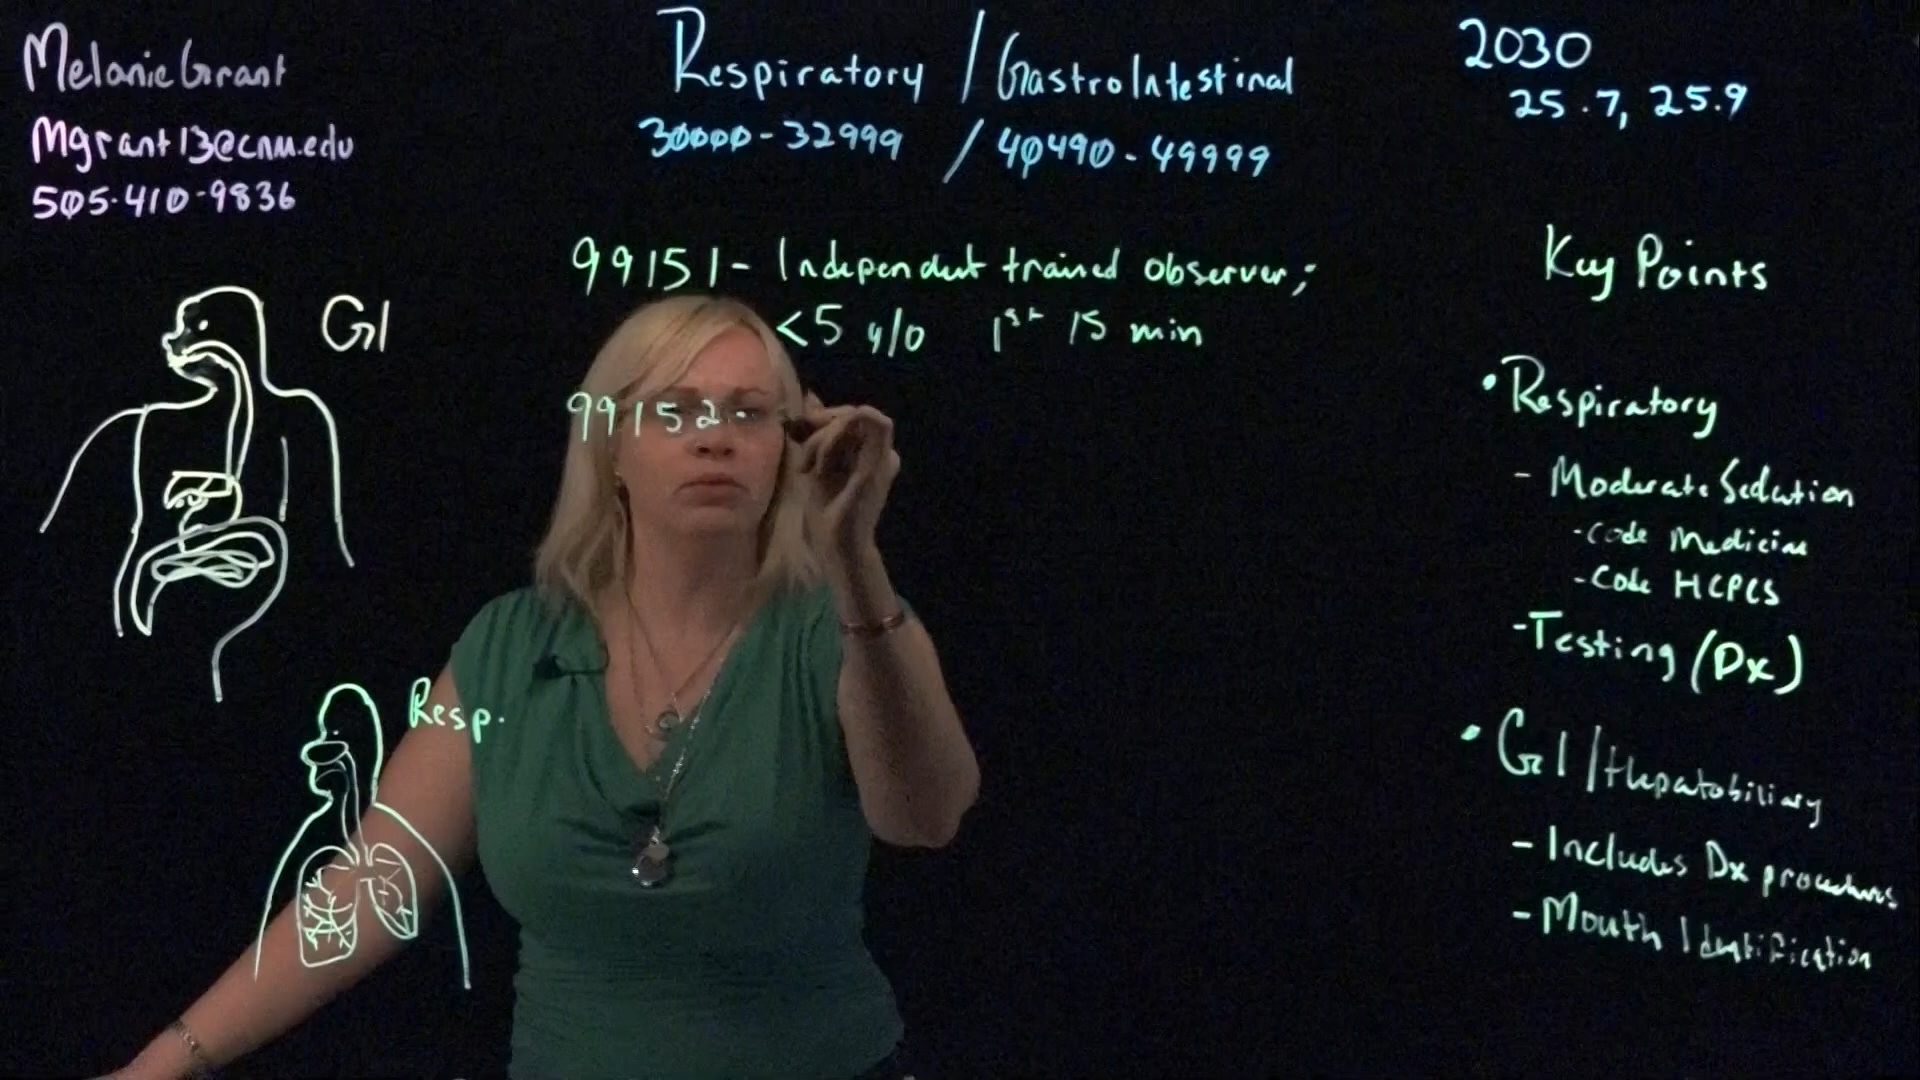 Melanie Grant
Mgrant13@cnm.edu
505·410·9836
Respiratory / GastroIntestinal
30000-32999 / 40490-49999
2030
25.7, 25.9
99151- Independent trained observer;
<5 y/o 1st 15 min
99152-
GI
Resp.
Key Points
• Respiratory
- Moderate Sedation
- Code Medicine
- Code HCPCS
- Testing (Dx)
• GI / Hepatobiliary
- Includes Dx procedures
- Mouth Identification